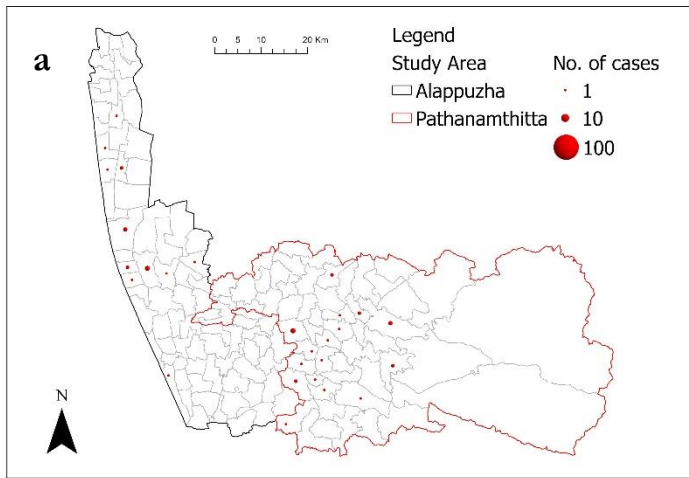 a
0 5 10 20 Km
Legend
Study Area
Alappuzha
Pathanamthitta
No. of cases
1
10
100
N